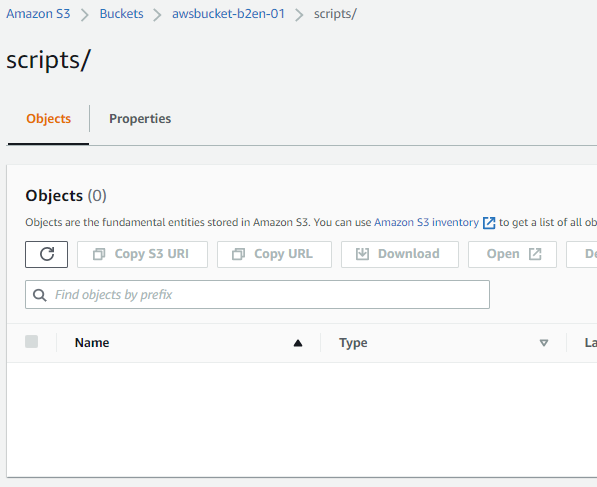 Amazon S3 > Buckets > awsbucket-b2en-01 > scripts/
scripts/
Objects Properties
Objects (0)
Objects are the fundamental entities stored in Amazon S3. You can use Amazon S3 inventory to get a list of all ob
Copy S3 URI Copy URL Download Open De
Find objects by prefix
Name Type La